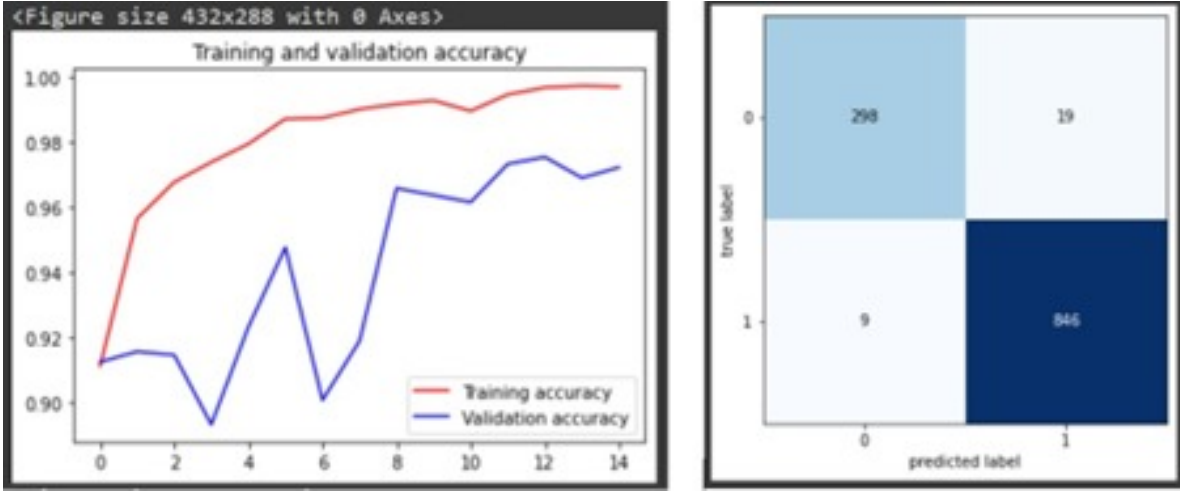 <Figure size 432x288 with 0 Axes>
Training and validation accuracy
1.00
0.98
0.96
0.94
0.92
0.90
Training accuracy
Validation accuracy
0 2 4 6 8 10 12 14
true label
0
298 19
1
9 846
0 1
predicted label